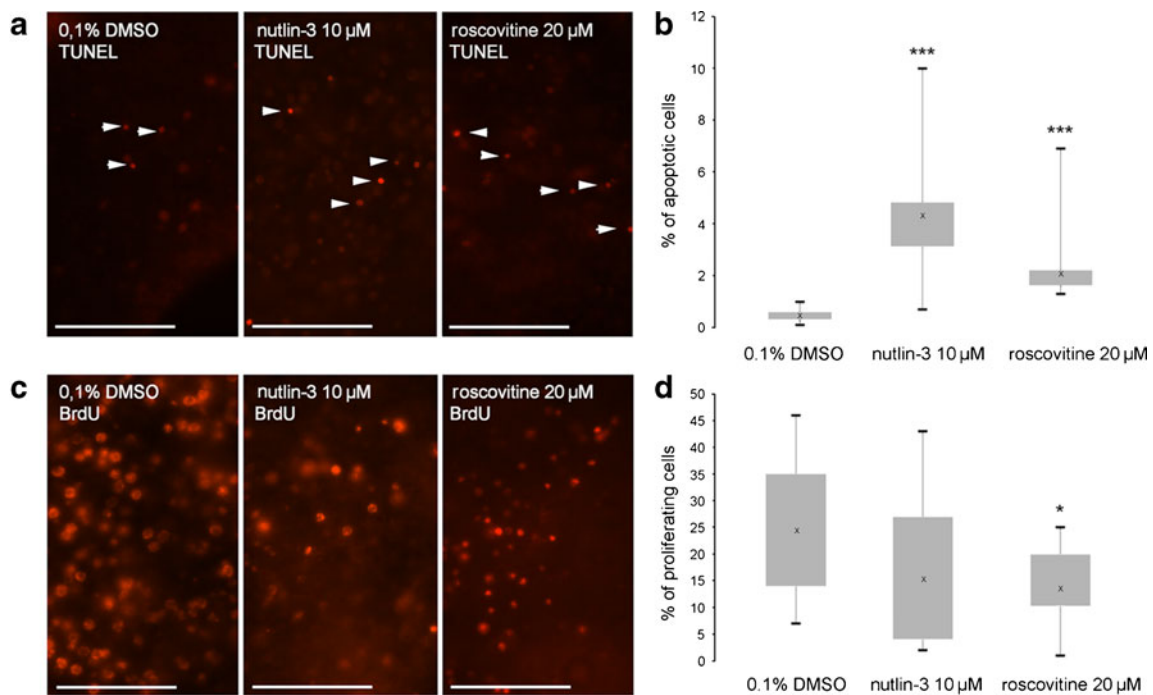 a
0,1% DMSO
TUNEL
nutlin-3 10 µM
TUNEL
roscovitine 20 µM
TUNEL
b
% of apoptotic cells
12
10
8
6
4
2
0
***
***
x
x
x
0.1% DMSO
nutlin-3 10 µM
roscovitine 20 µM
c
0,1% DMSO
BrdU
nutlin-3 10 µM
BrdU
roscovitine 20 µM
BrdU
d
% of proliferating cells
50
45
40
35
30
25
20
15
10
5
0
*
x
x
x
0.1% DMSO
nutlin-3 10 µM
roscovitine 20 µM